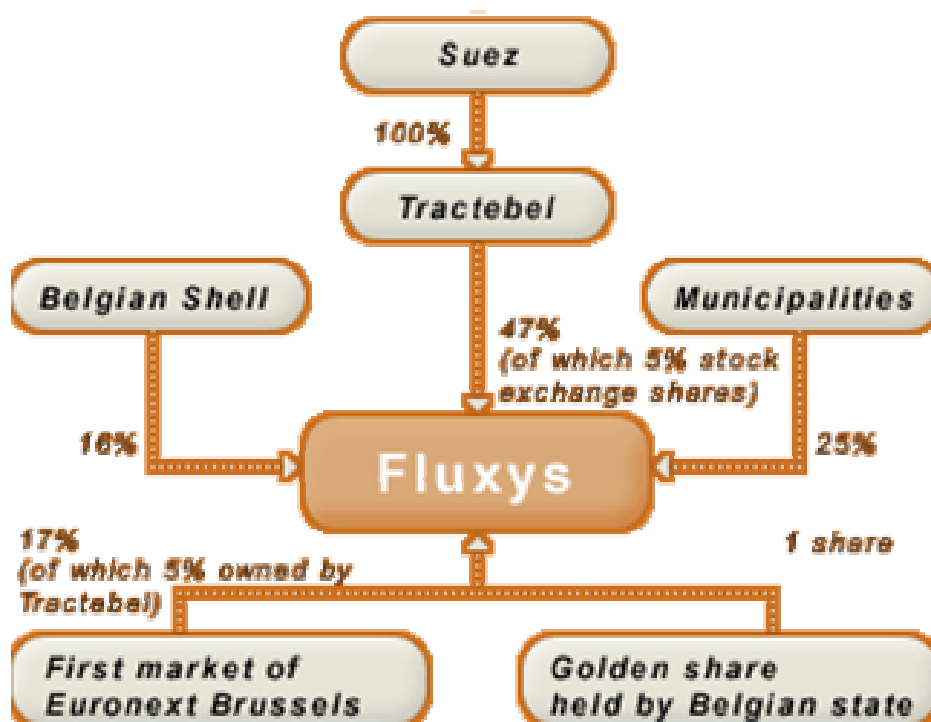 Suez
100%
Tractebel
Belgian Shell
Municipalities
47%
(of which 5% stock
exchange shares)
16%
Fluxys
25%
17%
(of which 5% owned by
Tractebel)
1 share
First market of
Euronext Brussels
Golden share
held by Belgian state